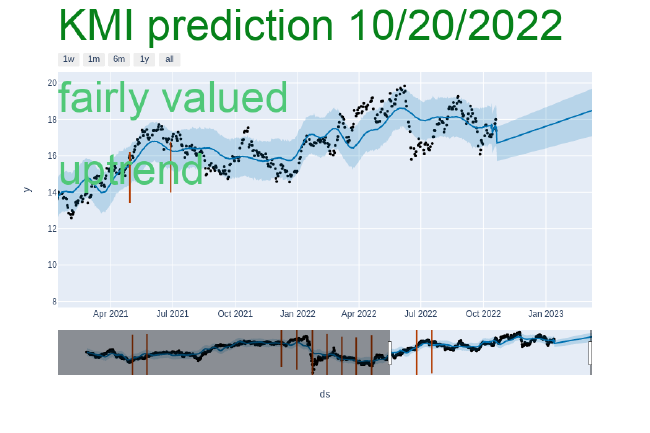 KMI prediction 10/20/2022
1w 1m 6m 1y all
fairly valued
uptrend
20
18
16
14
12
10
8
y
Apr 2021 Jul 2021 Oct 2021 Jan 2022 Apr 2022 Jul 2022 Oct 2022 Jan 2023
ds